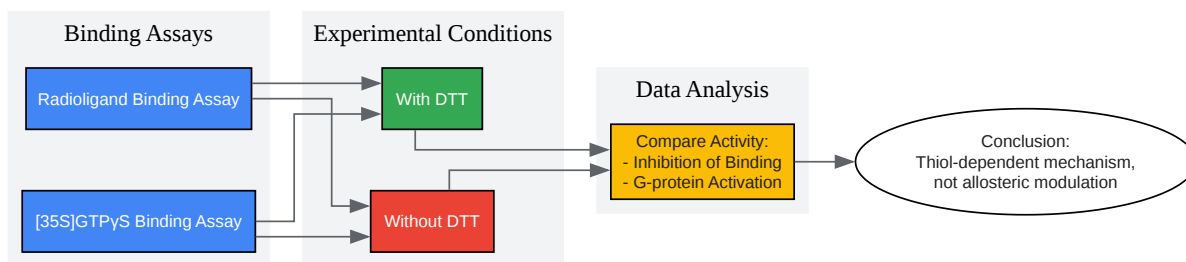 Binding Assays
Radioligand Binding Assay
[35S]GTPγS Binding Assay
Experimental Conditions
With DTT
Without DTT
Data Analysis
Compare Activity:
- Inhibition of Binding
- G-protein Activation
Conclusion:
Thiol-dependent mechanism,
not allosteric modulation